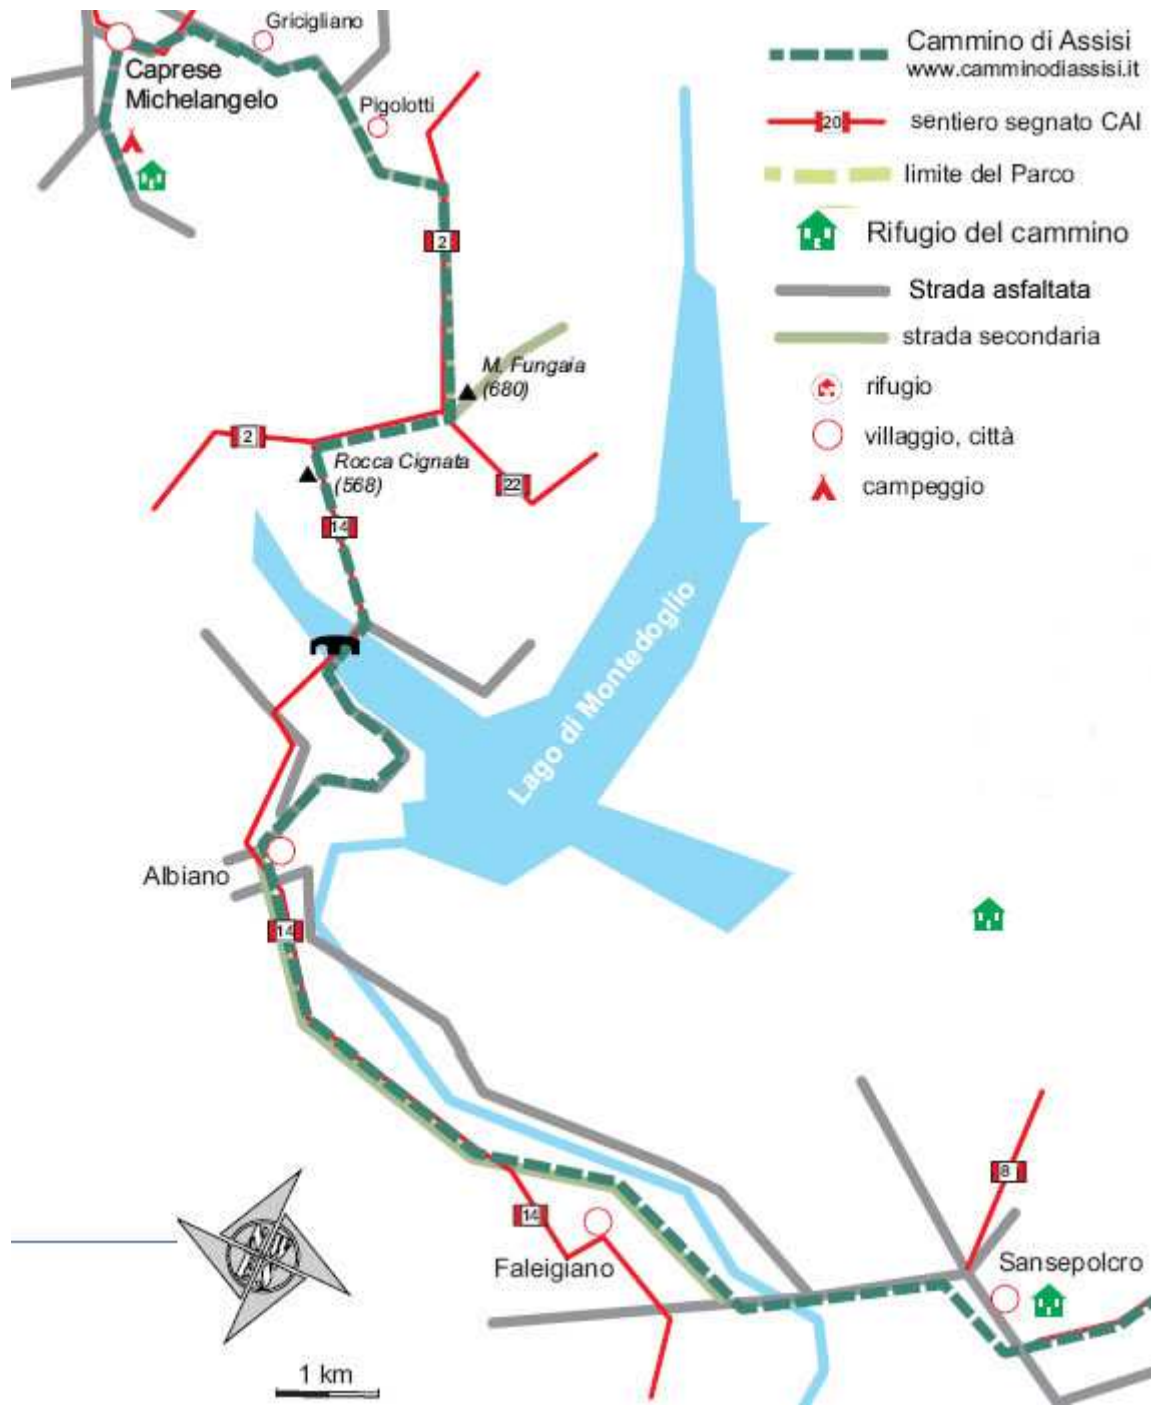 Gricigliano
Caprese
Michelangelo
Pigolotti
Cammino di Assisi
www.camminodiassisi.it
20
sentiero segnato CAI
limite del Parco
Rifugio del cammino
Strada asfaltata
strada secondaria
rifugio
villaggio, città
campeggio
2
M. Fungaia
(680)
2
Rocca Cignata
(568)
22
14
Lago di Montedoglio
Albiano
14
14
Faleigiano
8
Sansepolcro
1 km